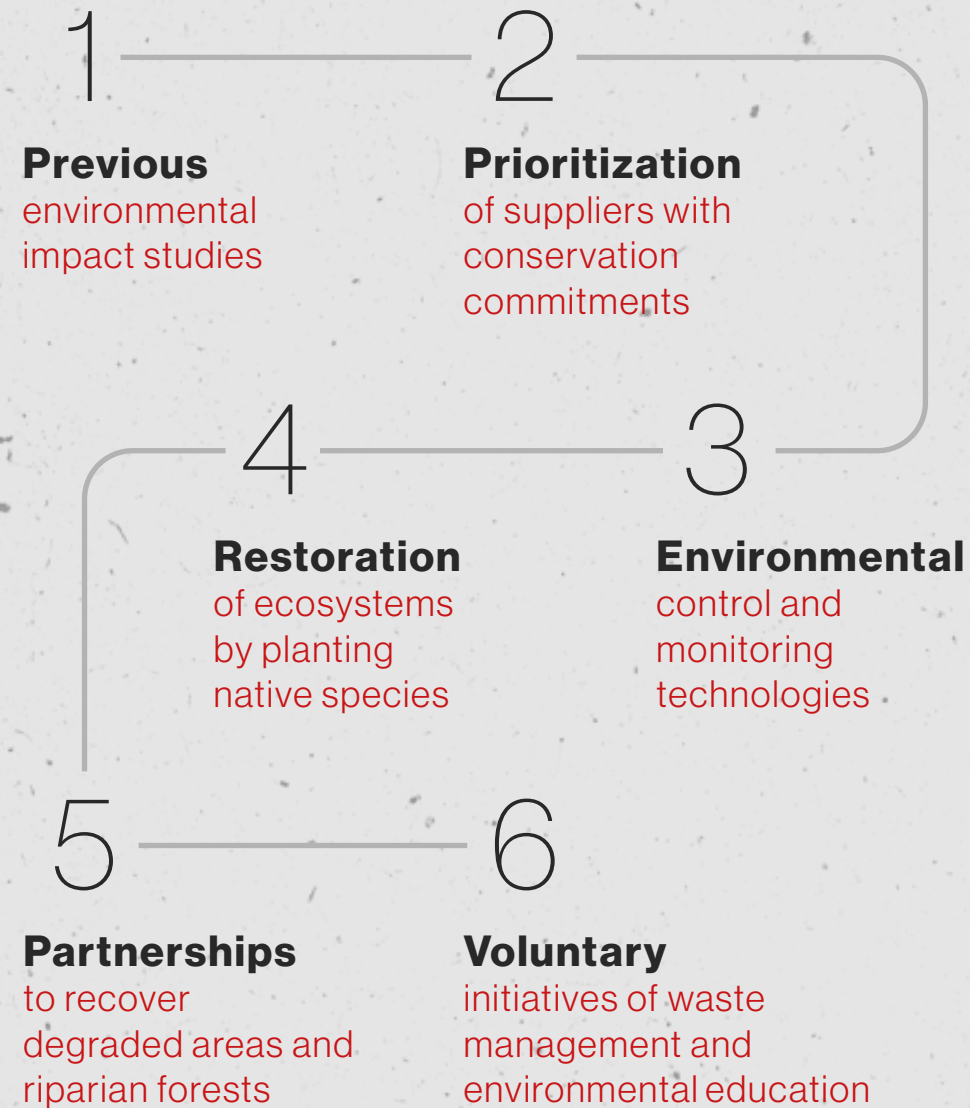 1
Previous
environmental
impact studies
2
Prioritization
of suppliers with
conservation
commitments
3
Environmental
control and
monitoring
technologies
4
Restoration
of ecosystems
by planting
native species
5
Partnerships
to recover
degraded areas and
riparian forests
6
Voluntary
initiatives of waste
management and
environmental education